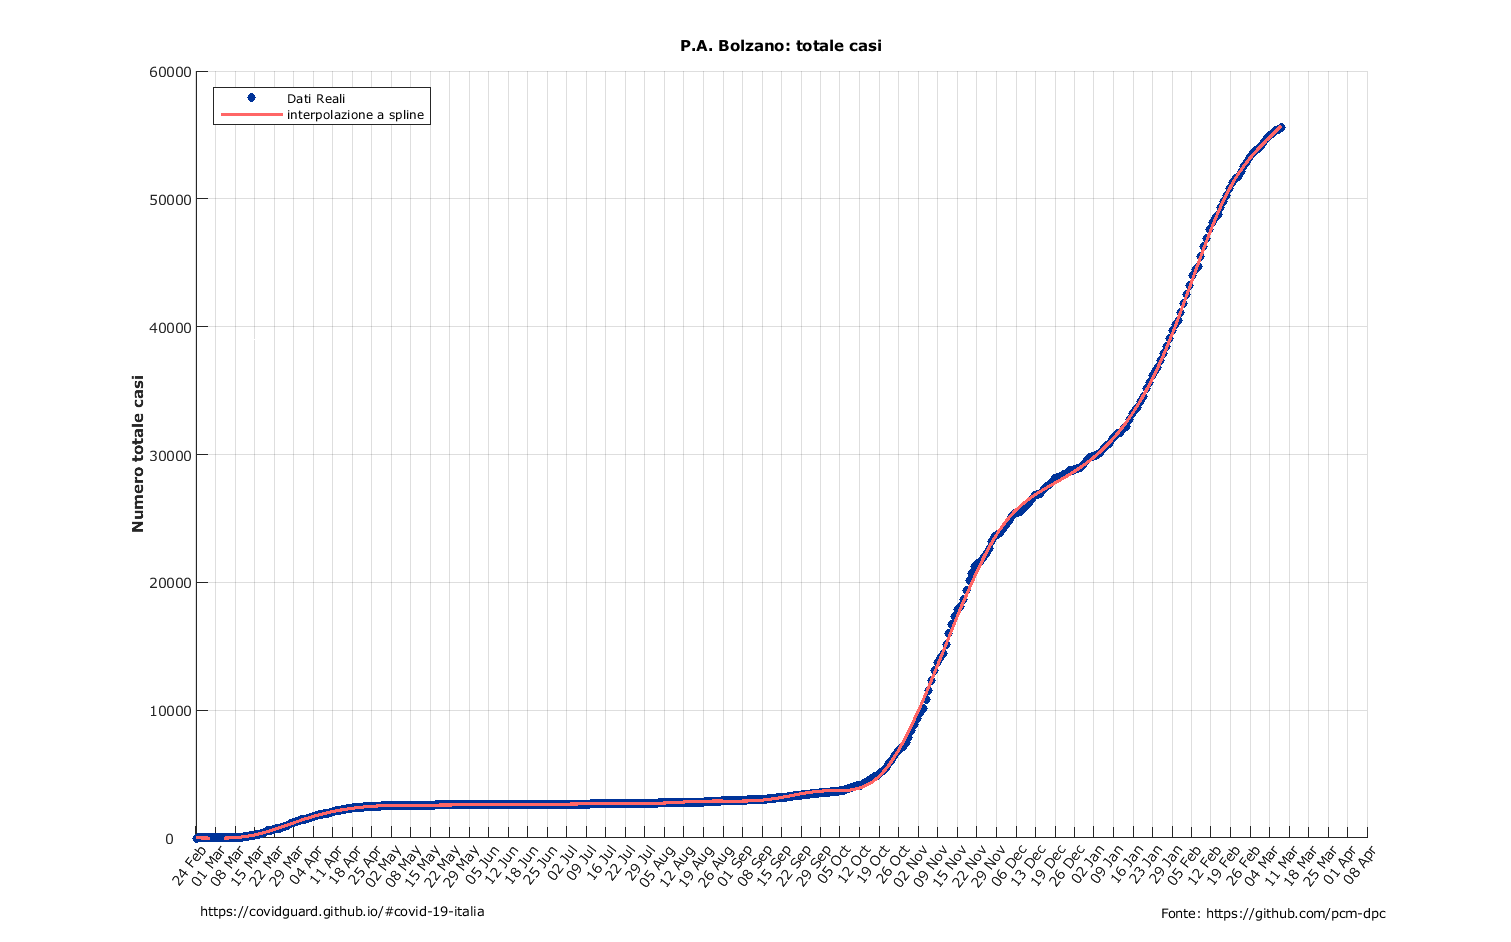 P.A. Bolzano: totale casi
60000
Dati Reali
interpolazione a spline
50000
40000
Numero totale casi
30000
20000
10000
0
24 Feb
01 Mar
08 Mar
15 Mar
22 Mar
29 Mar
04 Apr
11 Apr
18 Apr
25 Apr
02 May
08 May
15 May
22 May
29 May
05 Jun
12 Jun
18 Jun
25 Jun
02 Jul
09 Jul
16 Jul
22 Jul
29 Jul
05 Aug
12 Aug
19 Aug
26 Aug
01 Sep
08 Sep
15 Sep
22 Sep
29 Sep
05 Oct
12 Oct
19 Oct
26 Oct
02 Nov
09 Nov
15 Nov
22 Nov
29 Nov
06 Dec
13 Dec
19 Dec
26 Dec
02 Jan
09 Jan
16 Jan
23 Jan
29 Jan
05 Feb
12 Feb
19 Feb
26 Feb
04 Mar
11 Mar
18 Mar
25 Mar
01 Apr
08 Apr
https://covidguard.github.io/#covid-19-italia
Fonte: https://github.com/pcm-dpc